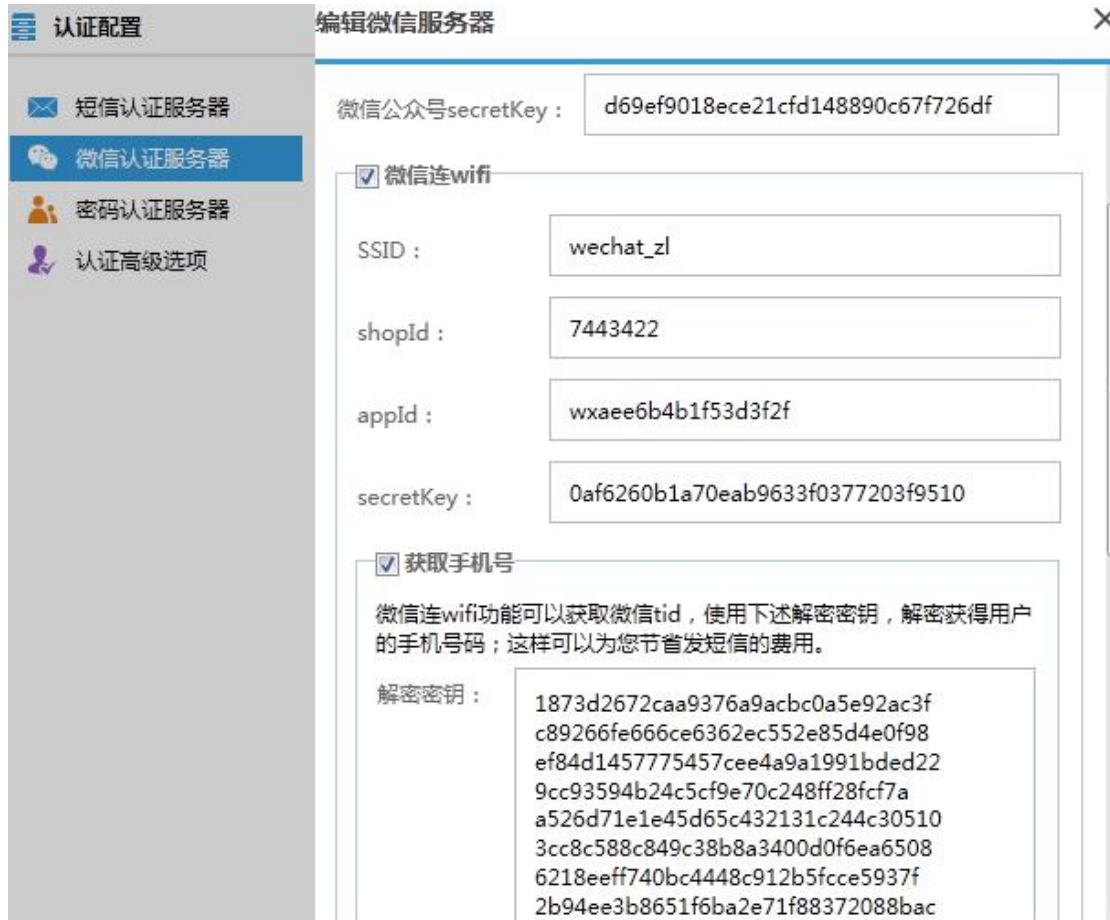 认证配置
短信认证服务器
微信认证服务器
密码认证服务器
认证高级选项
编辑微信服务器
微信公众号secretKey： d69ef9018ece21cfd148890c67f726df
微信连wifi
SSID： wechat_zl
shopId： 7443422
appId： wxaee6b4b1f53d3f2f
secretKey： 0af6260b1a70eab9633f0377203f9510
获取手机号
微信连wifi功能可以获取微信tid，使用下述解密密钥，解密获得用户
的手机号码；这样可以为您节省发短信的费用。
解密密钥： 1873d2672caa9376a9acbc0a5e92ac3f
c89266fe666ce6362ec552e85d4e0f98
ef84d1457775457cee4a9a1991bded22
9cc93594b24c5cf9e70c248ff28fcf7a
a526d71e1e45d65c432131c244c30510
3cc8c588c849c38b8a3400d0f6ea6508
6218eeff740bc4448c912b5fcce5937f
2b94ee3b8651f6ba2e71f88372088bac